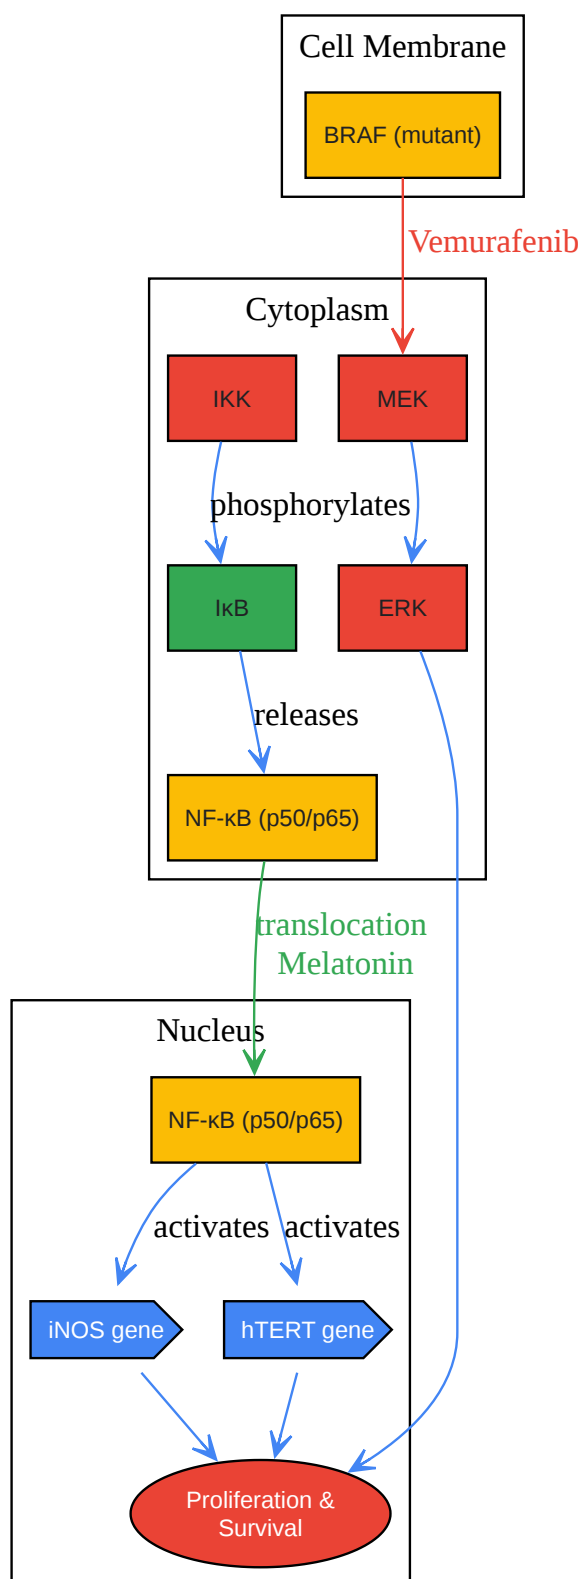 Cell Membrane
BRAF (mutant)
Vemurafenib
Cytoplasm
IKK
MEK
phosphorylates
IκB
ERK
releases
NF-κB (p50/p65)
translocation
Melatonin
Nucleus
NF-κB (p50/p65)
activates
activates
iNOS gene
hTERT gene
Proliferation &
Survival